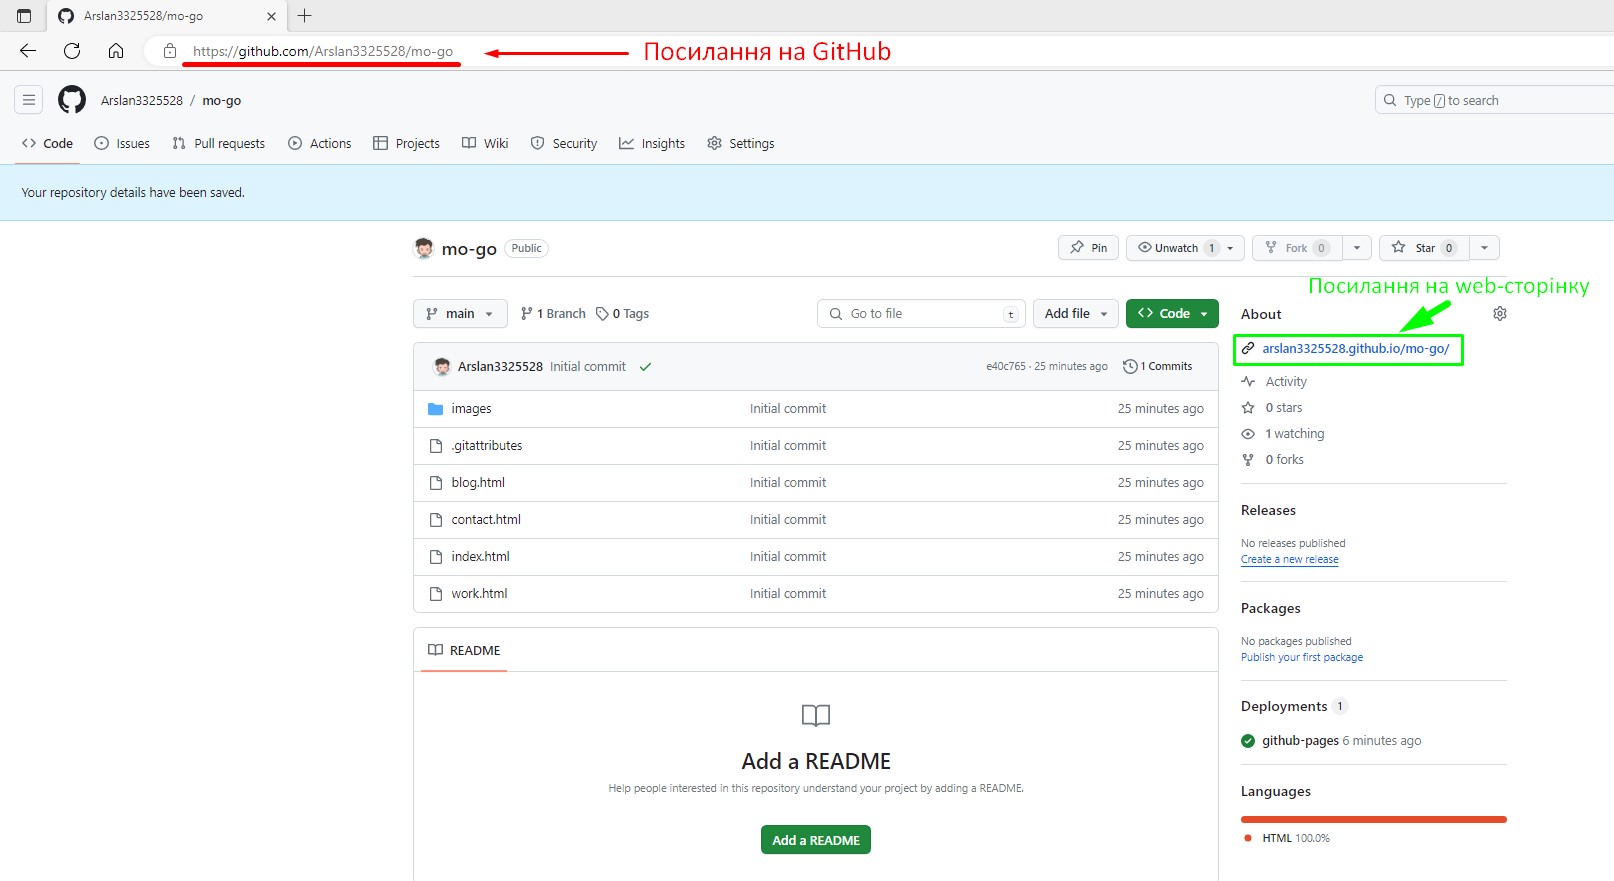 Arslan3325528/mo-go
https://github.com/Arslan3325528/mo-go
Посилання на GitHub
Arslan3325528 / mo-go
Type / to search
Code Issues Pull requests Actions Projects Wiki Security Insights Settings
Your repository details have been saved.
mo-go Public
Pin Unwatch 1 Fork 0 Star 0
Посилання на web-сторінку
main 1 Branch 0 Tags Go to file t Add file Code
About
arslan3325528.github.io/mo-go/
Arslan3325528 Initial commit e40c765 · 25 minutes ago 1 Commits
Activity
images Initial commit 25 minutes ago
0 stars
1 watching
.gitattributes Initial commit 25 minutes ago
0 forks
blog.html Initial commit 25 minutes ago
Releases
contact.html Initial commit 25 minutes ago
No releases published
Create a new release
index.html Initial commit 25 minutes ago
work.html Initial commit 25 minutes ago
Packages
No packages published
Publish your first package
README
Deployments 1
github-pages 6 minutes ago
Add a README
Help people interested in this repository understand your project by adding a README.
Languages
Add a README
HTML 100.0%